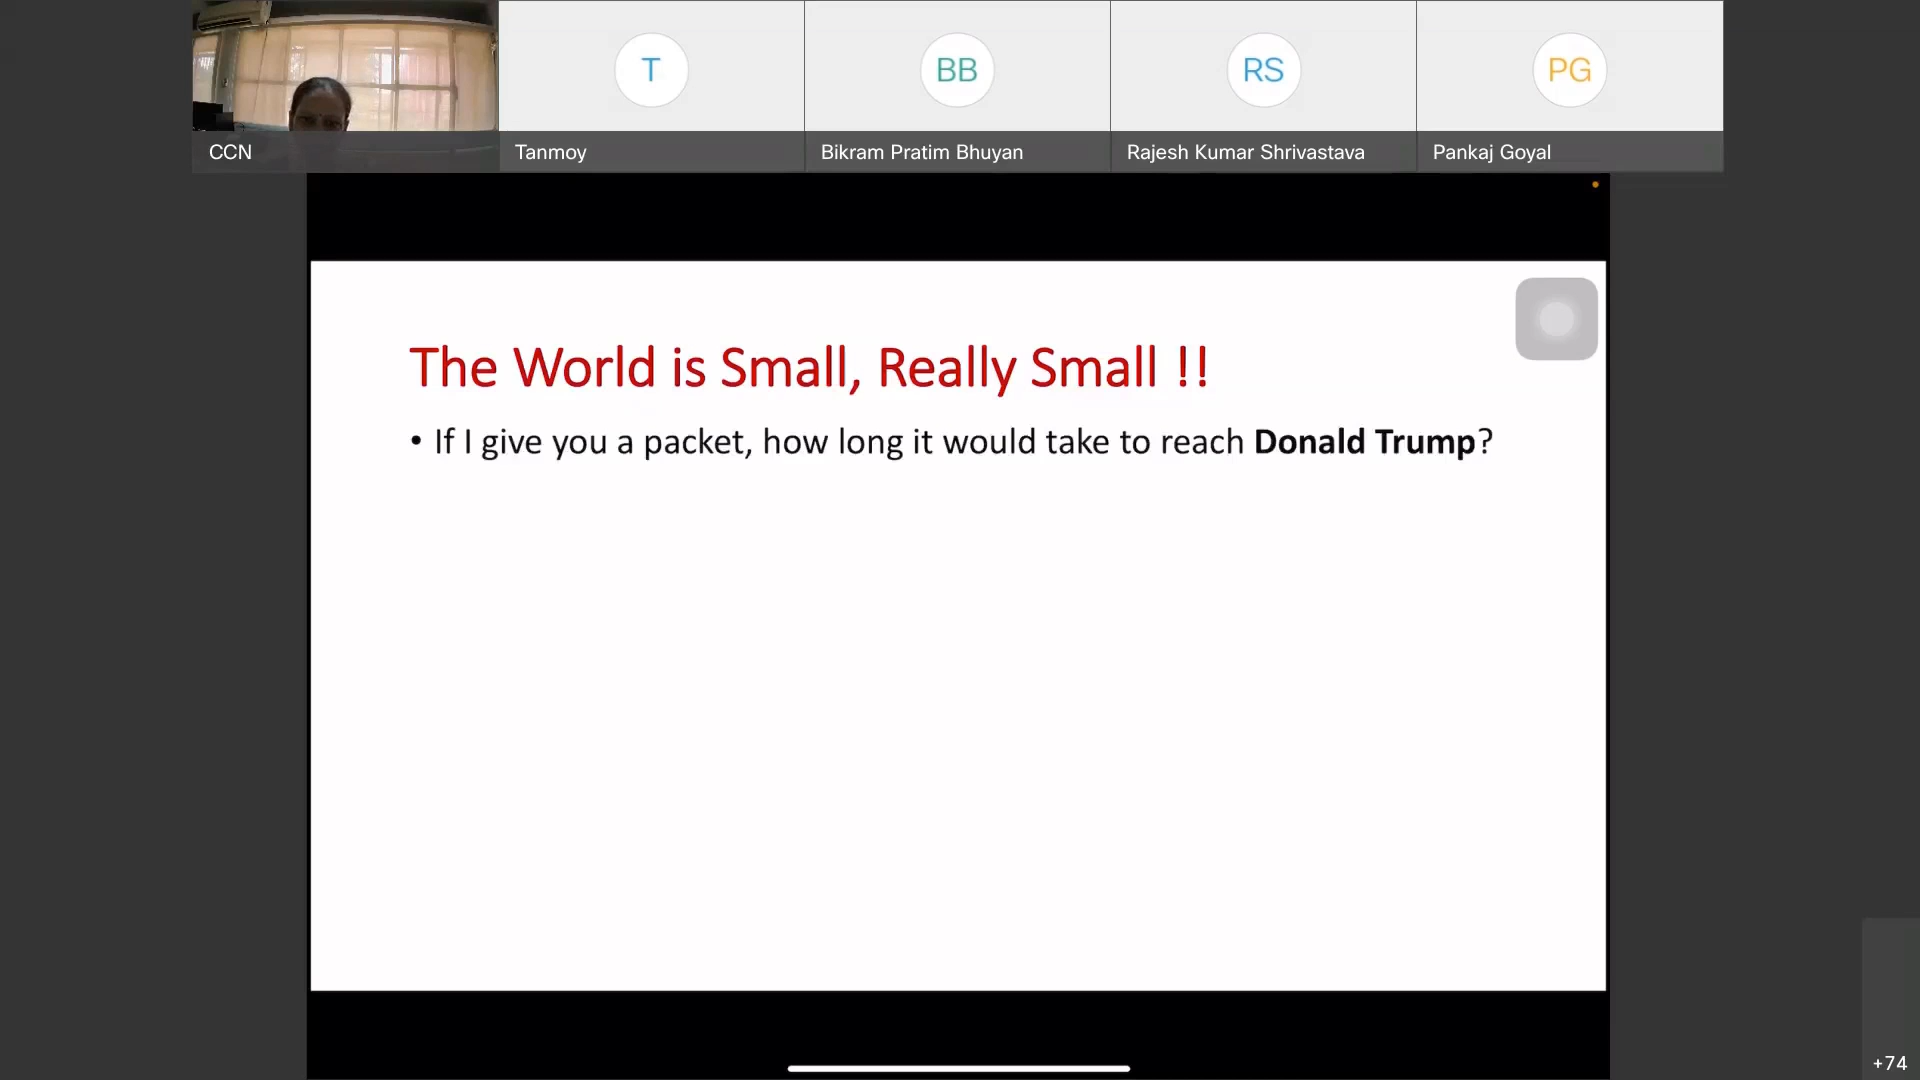 T
BB
RS
PG
CCN
Tanmoy
Bikram Pratim Bhuyan
Rajesh Kumar Shrivastava
Pankaj Goyal
The World is Small, Really Small !!
• If I give you a packet, how long it would take to reach Donald Trump?
+74